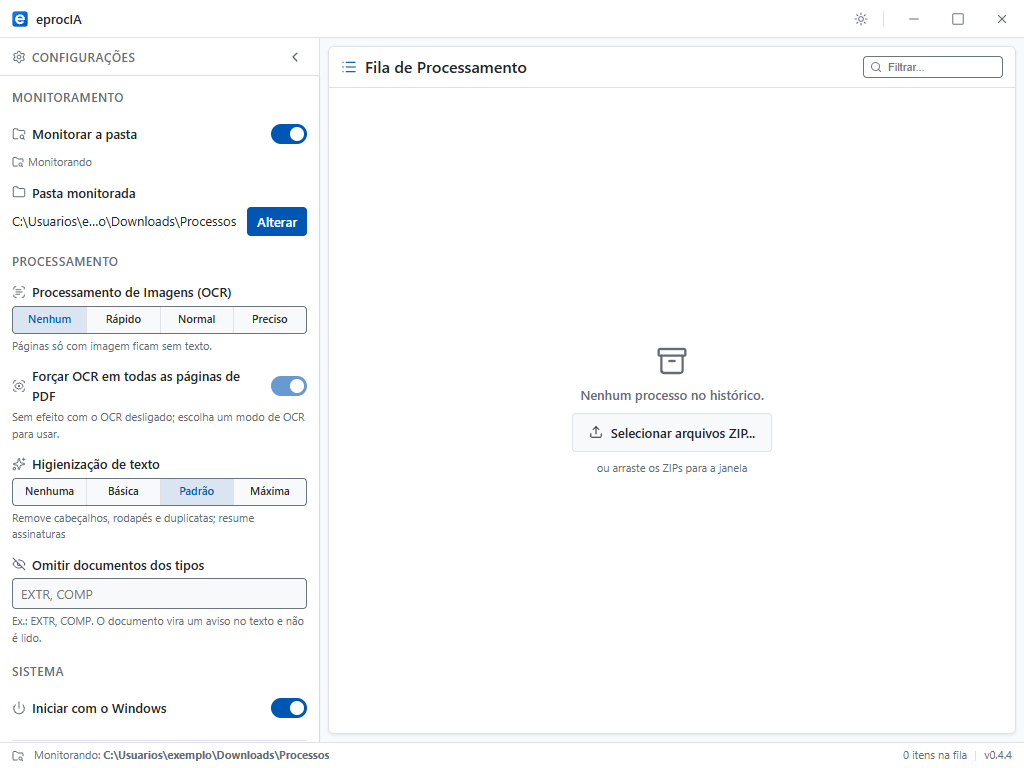 eprocIA
CONFIGURAÇÕES
MONITORAMENTO
Monitorar a pasta
Monitorando
Pasta monitorada
C:\Usuarios\e...o\Downloads\Processos
Alterar
PROCESSAMENTO
Processamento de Imagens (OCR)
Nenhum Rápido Normal Preciso
Páginas só com imagem ficam sem texto.
Forçar OCR em todas as páginas de
PDF
Sem efeito com o OCR desligado; escolha um modo de OCR
para usar.
Higienização de texto
Nenhuma Básica Padrão Máxima
Remove cabeçalhos, rodapés e duplicatas; resume
assinaturas
Omitir documentos dos tipos
EXTR, COMP
Ex.: EXTR, COMP. O documento vira um aviso no texto e não
é lido.
SISTEMA
Iniciar com o Windows
Fila de Processamento
Filtrar...
Nenhum processo no histórico.
Selecionar arquivos ZIP...
ou arraste os ZIPs para a janela
Monitorando: C:\Usuarios\exemplo\Downloads\Processos
0 itens na fila
v0.4.4